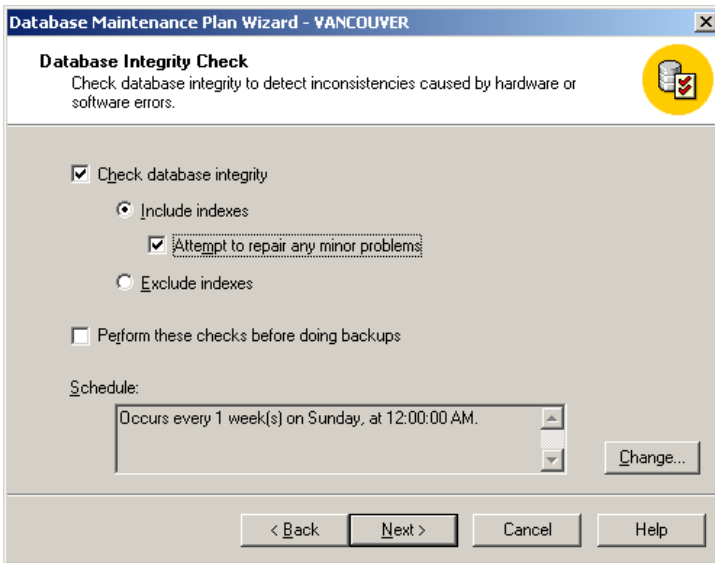 Database Maintenance Plan Wizard - VANCOUVER
Database Integrity Check
Check database integrity to detect inconsistencies caused by hardware or
software errors.
Check database integrity
Include indexes
Attempt to repair any minor problems
Exclude indexes
Perform these checks before doing backups
Schedule:
Occurs every 1 week(s) on Sunday, at 12:00:00 AM.
Change...
< Back
Next >
Cancel
Help